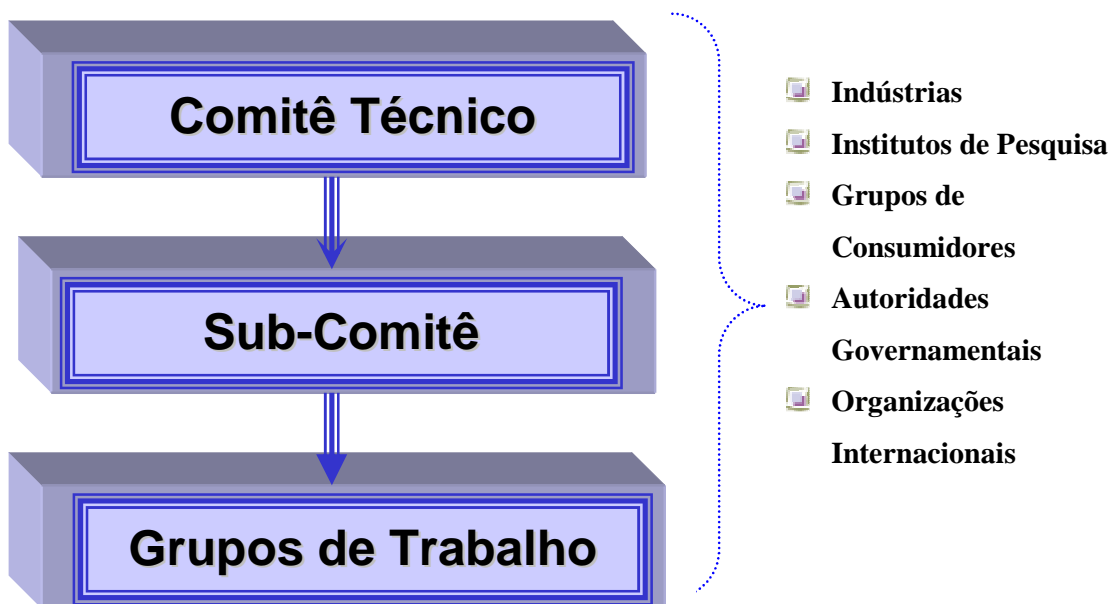 Comitê Técnico
Sub-Comitê
Grupos de Trabalho
Indústrias
Institutos de Pesquisa
Grupos de
Consumidores
Autoridades
Governamentais
Organizações
Internacionais